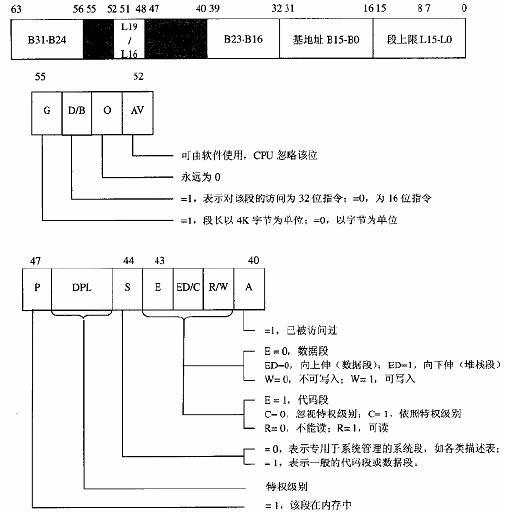 63 56 55 52 51 48 47 40 39 32 31 16 15 8 7 0
B31-B24 L19 / L16 B23-B16 基地址 B15-B0 段上限 L15-L0
55 52
G D/B O AV
可由软件使用，CPU 忽略该位
永远为 0
=1，表示对该段的访问为 32 位指令；=0，为 16 位指令
=1，段长以 4K 字节为单位；=0，以字节为单位
47 44 43 40
P DPL S E ED/C R/W A
=1，已被访问过
E = 0，数据段
ED=0，向上伸（数据段）；ED=1，向下伸（堆栈段）
W= 0，不可写入；W= 1，可写入
E = 1，代码段
C= 0，忽视特权级别；C= 1，依照特权级别
R= 0，不能读；R= 1，可读
= 0，表示专用于系统管理的系统段，如各类描述表；
= 1，表示一般的代码段或数据段。
特权级别
= 1，该段在内存中